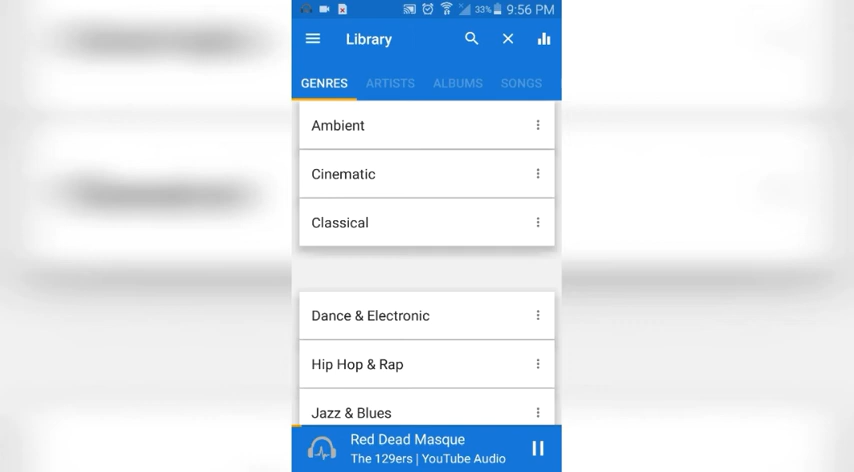 33% 9:56 PM
Library
GENRES ARTISTS ALBUMS SONGS
Ambient
Cinematic
Classical
Dance & Electronic
Hip Hop & Rap
Jazz & Blues
Red Dead Masque
The 129ers | YouTube Audio